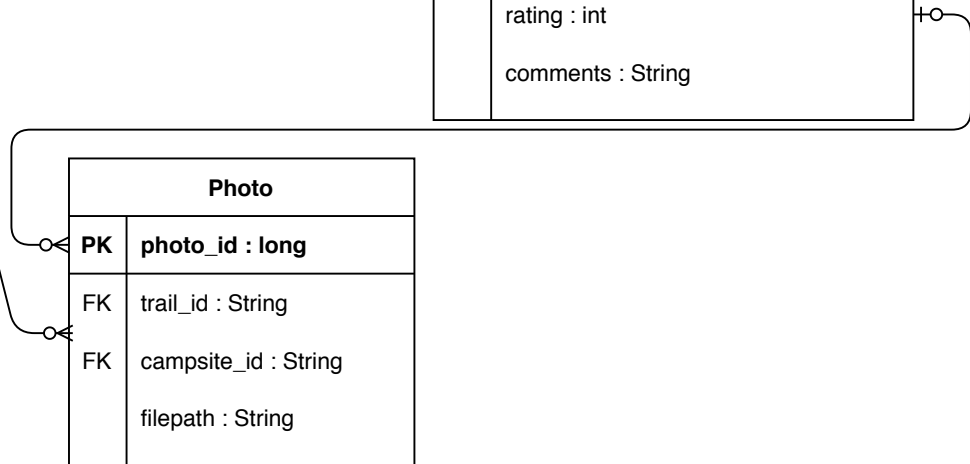 rating : int
comments : String
Photo
PK photo_id : long
FK trail_id : String
FK campsite_id : String
filepath : String